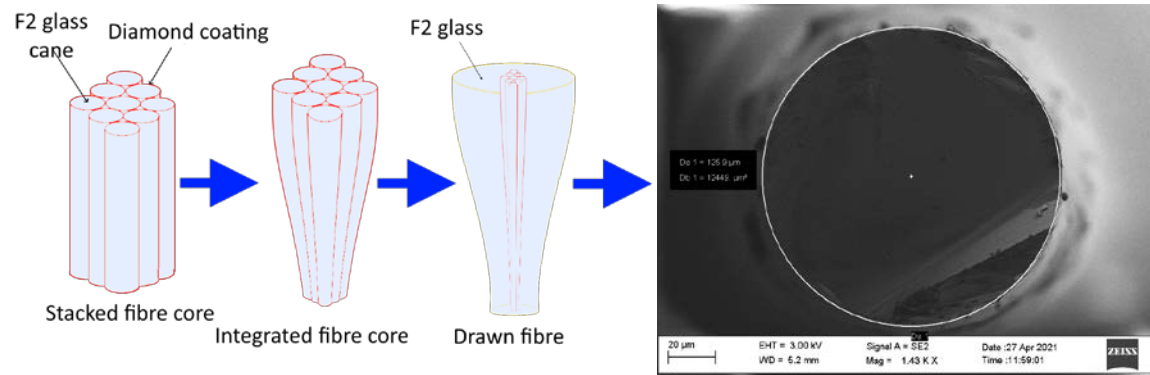 F2 glass
cane
Diamond coating
F2 glass
Stacked fibre core
Integrated fibre core
Drawn fibre
Da 1 = 125.9 µm
Db 1 = 12449. µm²
20 µm
EHT = 3.00 kV
WD = 5.2 mm
Signal A = SE2
Mag = 1.43 K X
Date :27 Apr 2021
Time :11:59:01
ZEISS